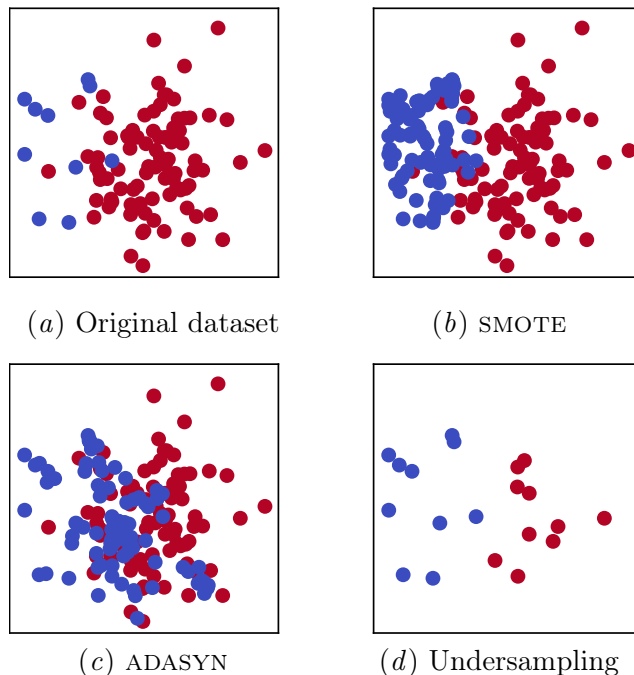 (a) Original dataset
(b) SMOTE
(c) ADASYN
(d) Undersampling